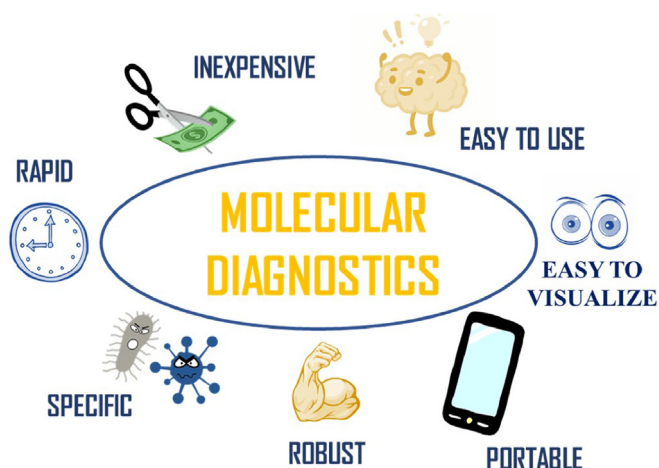 INEXPENSIVE
EASY TO USE
RAPID
MOLECULAR
DIAGNOSTICS
EASY TO
VISUALIZE
SPECIFIC
ROBUST
PORTABLE